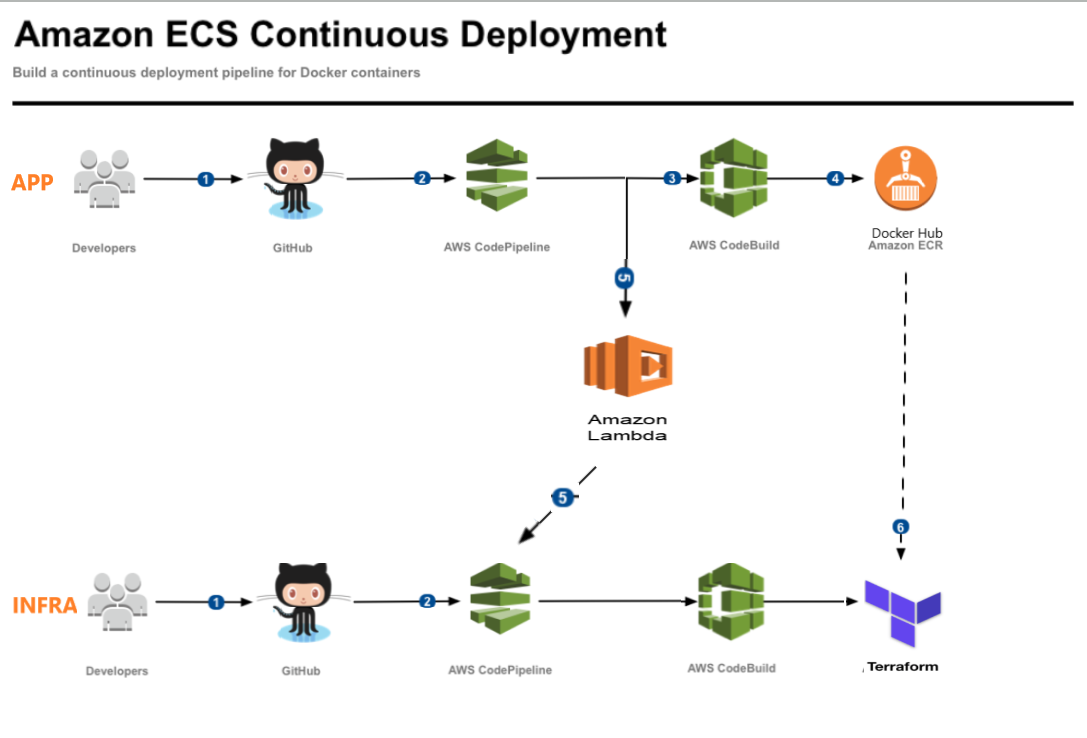 Amazon ECS Continuous Deployment
Build a continuous deployment pipeline for Docker containers
APP
1
2
3
4
Developers
GitHub
AWS CodePipeline
AWS CodeBuild
Docker Hub
Amazon ECR
5
Amazon
Lambda
5
6
INFRA
1
2
Developers
GitHub
AWS CodePipeline
AWS CodeBuild
Terraform